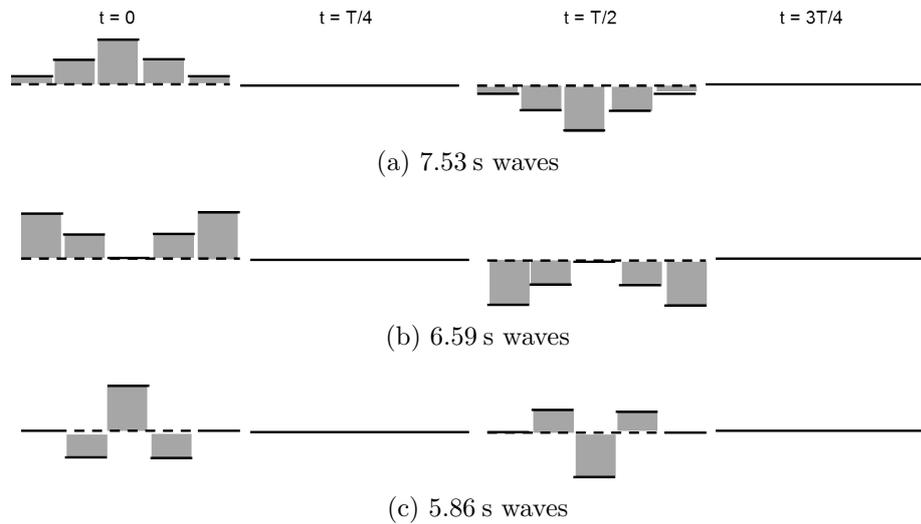 t = 0 t = T/4 t = T/2 t = 3T/4
(a) 7.53 s waves
(b) 6.59 s waves
(c) 5.86 s waves